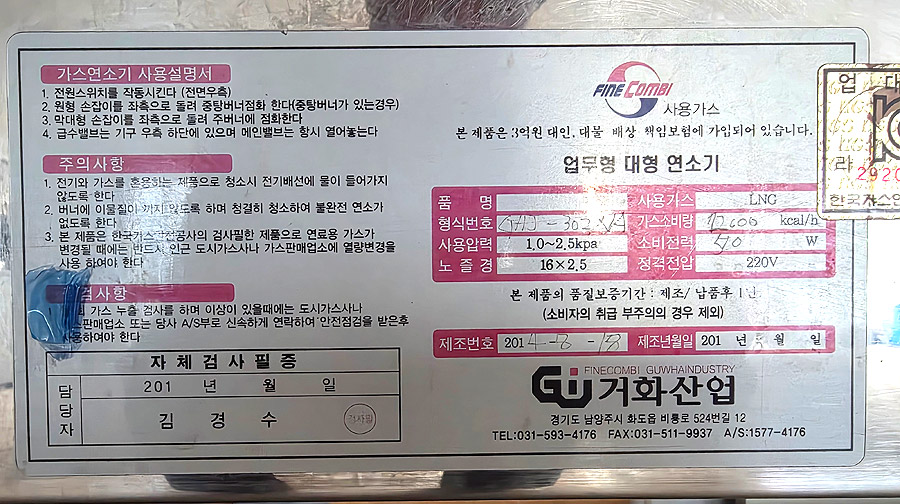 가스연소기 사용설명서
1. 전원스위치를 작동시킨다 (전면우측)
2. 원형 손잡이를 좌측으로 돌려 중탕버너점화 한다(중탕버너가 있는경우)
3. 막대형 손잡이를 좌측으로 돌려 주버너에 점화한다
4. 급수밸브는 기구 우측 하단에 있으며 메인밸브는 항시 열어놓는다
주의사항
1. 전기와 가스를 혼용하는 제품으로 청소시 전기배선에 물이 들어가지
않도록 한다
2. 버너에 이물질이 끼지 않도록 하며 청결히 청소하여 불완전 연소가
없도록 한다
3. 본 제품은 한국가스안전공사의 검사필한 제품으로 연료용 가스가
변경될 때에는 반드시 인근 도시가스사나 가스판매업소에 열량변경을
사용 하여야 한다
검사항
가스 누출 검사를 하며 이상이 있을때에는 도시가스사나
스판매업소 또는 당사 A/S부로 신속하게 연락하여 안전점검을 받은후
사용하여야 한다
자체검사필증
담당자
201 년 월 일
김경수
검사필
FINE COMBI
사용가스
본 제품은 3억원 대인, 대물 배상 책임보험에 가입되어 있습니다.
업무형 대형 연소기
품 명 사용가스 LNG
형식번호 가스소비량 kcal/h
사용압력 1.0~2.5kpa 소비전력 W
노즐경 16×2.5 정격전압 220V
본 제품의 품질보증기간 : 제조/납품후 1년
(소비자의 취급 부주의의 경우 제외)
제조번호 2014-8-18 제조년월일 201 년 월 일
FINECOMBI GUWHAINDUSTRY
GU 거화산업
경기도 남양주시 화도읍 비룡로 524번길 12
TEL:031-593-4176 FAX:031-511-9937 A/S:1577-4176
업 대
라
2920
한국가스안